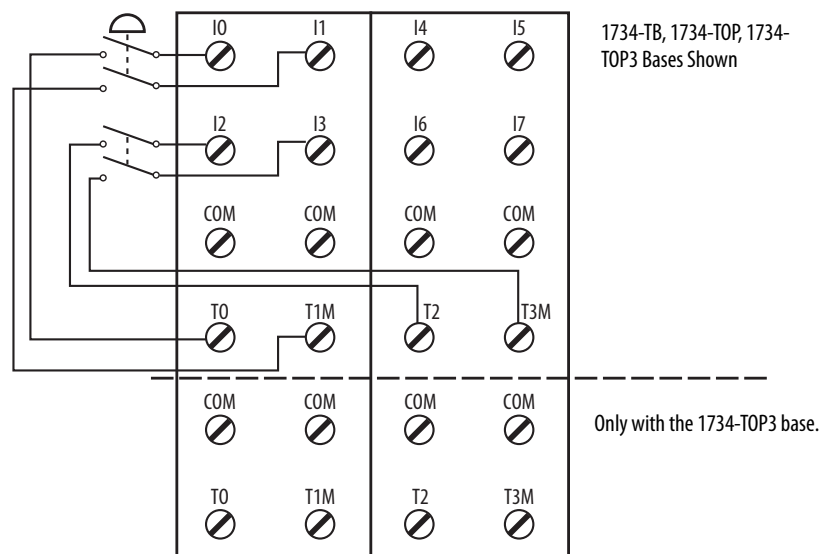 I0 I1 I4 I5
1734-TB, 1734-TOP, 1734-
TOP3 Bases Shown
I2 I3 I6 I7
COM COM COM COM
T0 T1M T2 T3M
COM COM COM COM
Only with the 1734-TOP3 base.
T0 T1M T2 T3M